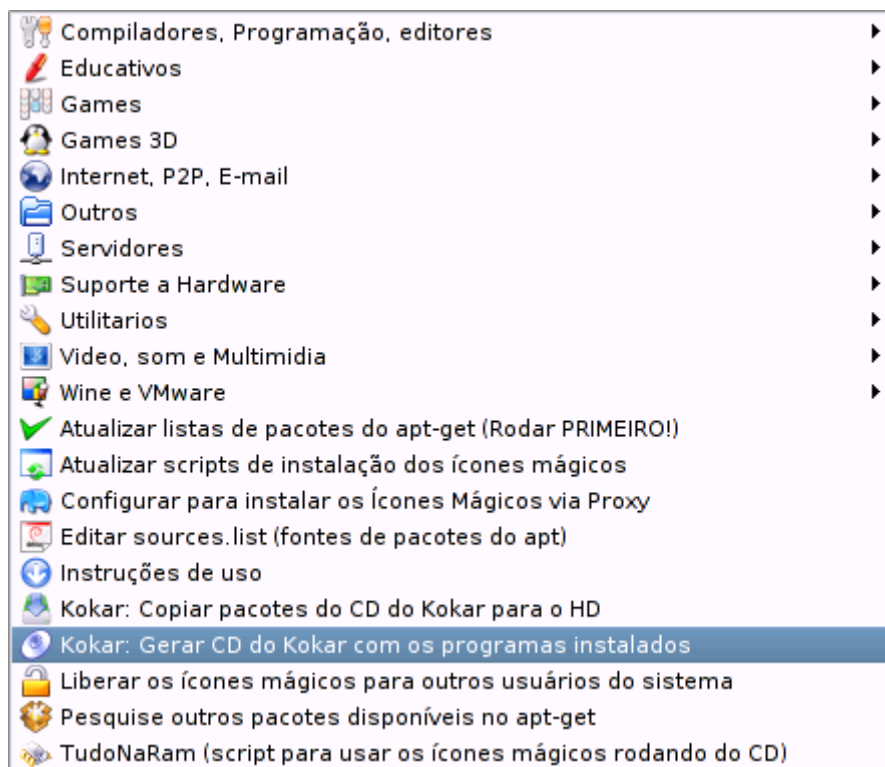 Compiladores, Programação, editores
Educativos
Games
Games 3D
Internet, P2P, E-mail
Outros
Servidores
Suporte a Hardware
Utilitarios
Video, som e Multimidia
Wine e VMware
Atualizar listas de pacotes do apt-get (Rodar PRIMEIRO!)
Atualizar scripts de instalação dos ícones mágicos
Configurar para instalar os Ícones Mágicos via Proxy
Editar sources.list (fontes de pacotes do apt)
Instruções de uso
Kokar: Copiar pacotes do CD do Kokar para o HD
Kokar: Gerar CD do Kokar com os programas instalados
Liberar os ícones mágicos para outros usuários do sistema
Pesquise outros pacotes disponíveis no apt-get
TudoNaRam (script para usar os ícones mágicos rodando do CD)